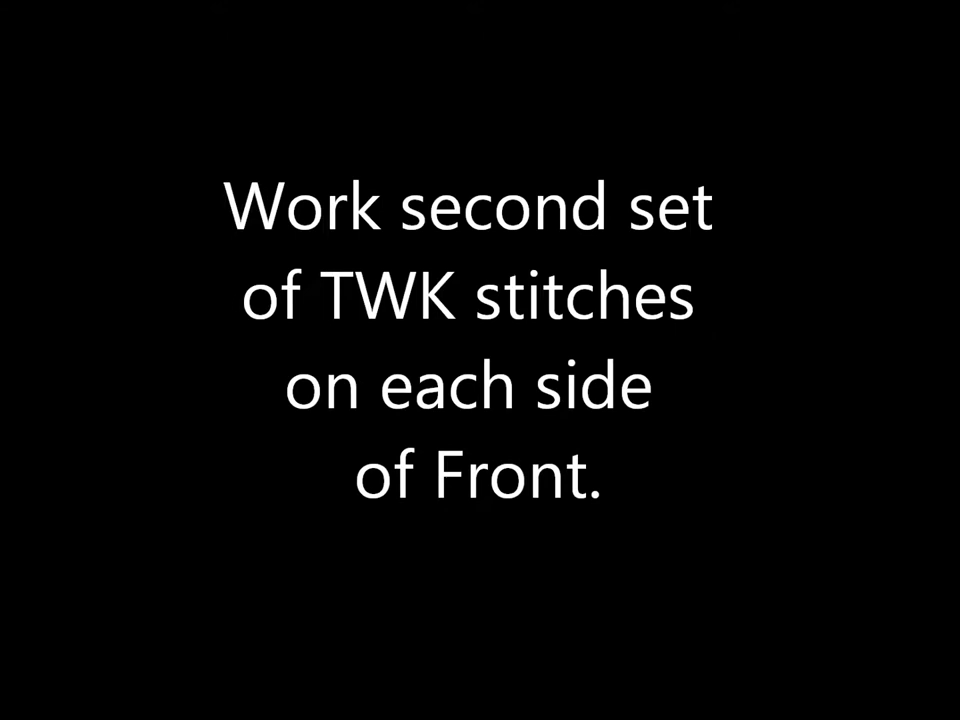 Work second set
of TWK stitches
on each side
of Front.